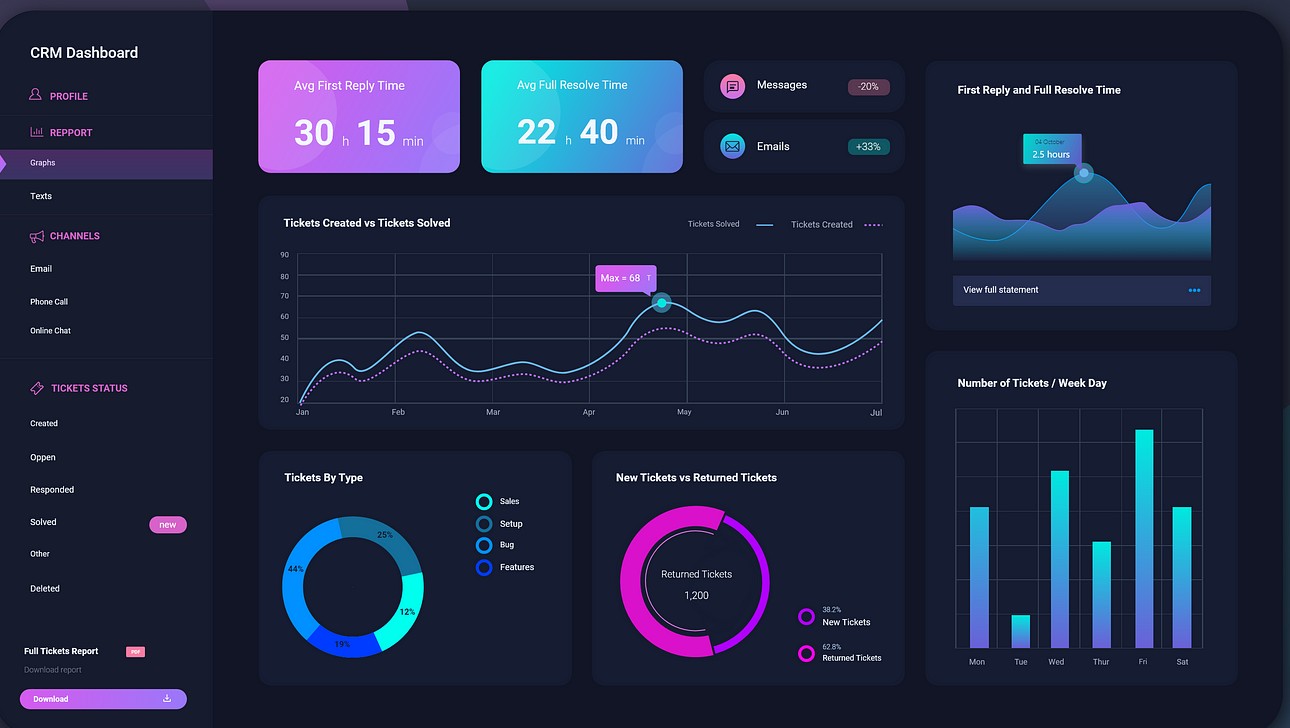 CRM Dashboard
PROFILE
REPPORT
Graphs
Texts
CHANNELS
Email
Phone Call
Online Chat
TICKETS STATUS
Created
Oppen
Responded
Solved
new
Other
Deleted
Full Tickets Report
PDF
Download report
Download
Avg First Reply Time
30 h 15 min
Avg Full Resolve Time
22 h 40 min
Messages
-20%
Emails
+33%
Tickets Created vs Tickets Solved
Tickets Solved
Tickets Created
90
80
70
60
50
40
30
20
Max = 68 T
Jan Feb Mar Apr May Jun Jul
Tickets By Type
25%
44%
12%
19%
Sales
Setup
Bug
Features
New Tickets vs Returned Tickets
Returned Tickets
1,200
38.2%
New Tickets
62.8%
Returned Tickets
First Reply and Full Resolve Time
04 October
2.5 hours
View full statement
Number of Tickets / Week Day
Mon Tue Wed Thur Fri Sat